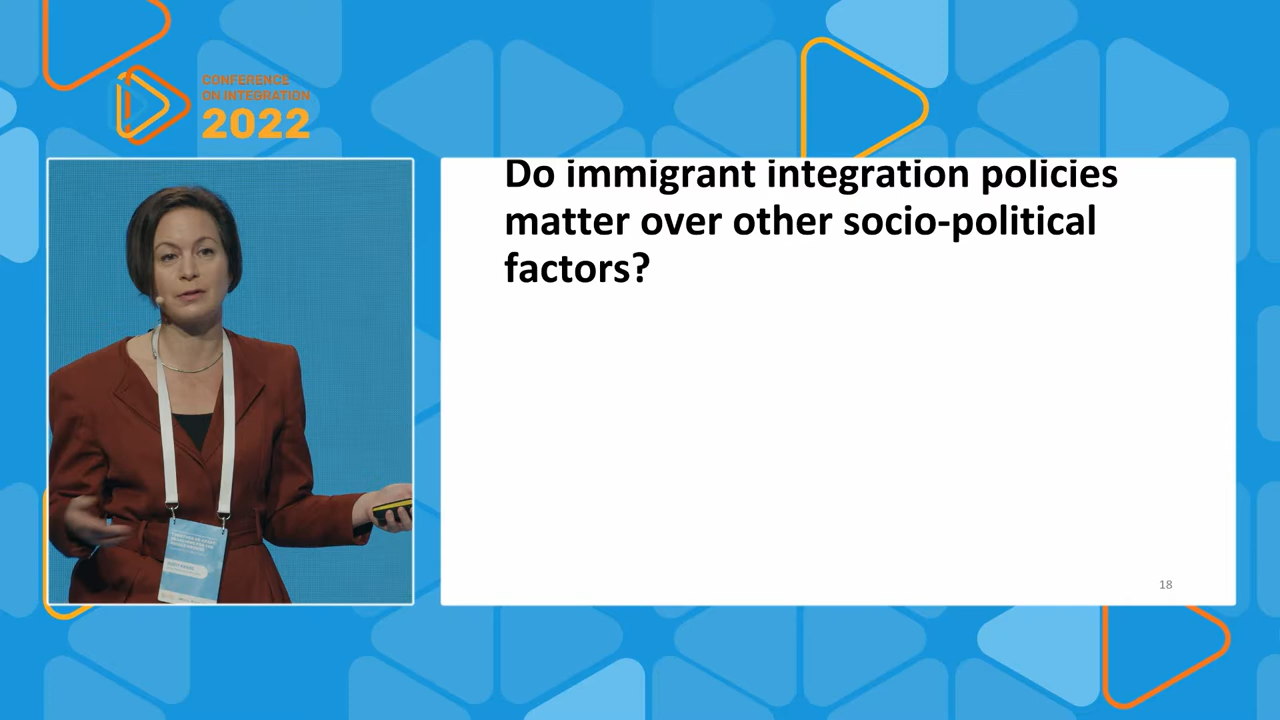 CONFERENCE
ON INTEGRATION
2022
Do immigrant integration policies
matter over other socio-political
factors?
18